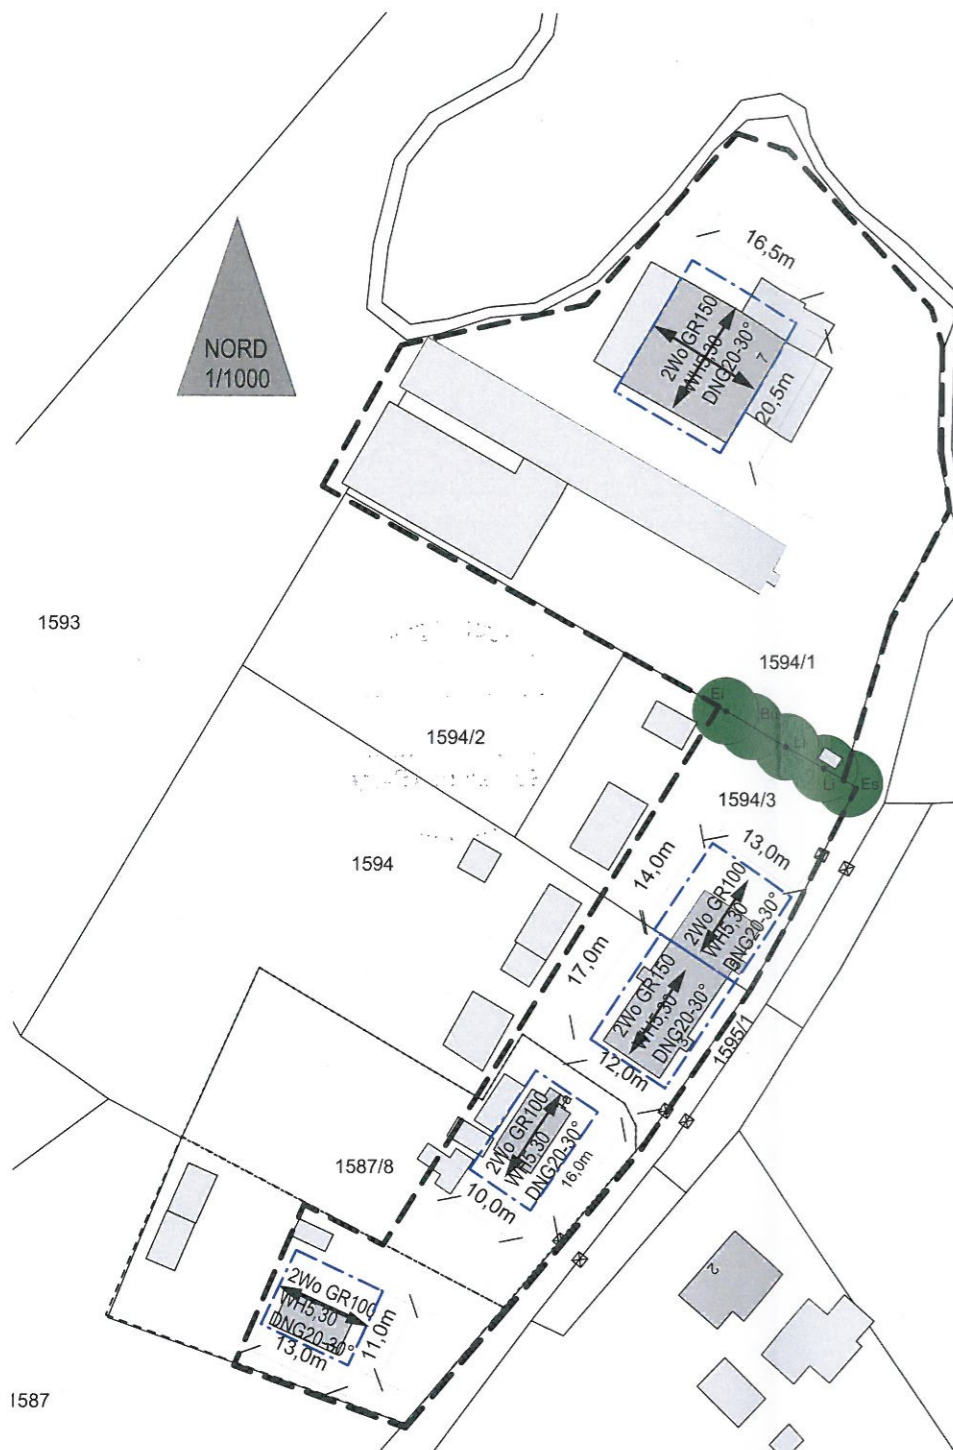 16,5m
2Wo GR150
WH5,30
DNG20-30°
7
20,5m
NORD
1/1000
1593
1594/1
Ei
Bu
Li
Li
Es
1594/2
1594/3
1594
13,0m
14,0m
2Wo GR100
WH5,30
DNG20-30°
17,0m
2Wo GR150
WH5,30
DNG20-30°
3
12,0m
1595/1
2Wo GR100
WH5,30
DNG20-30°
16,0m
10,0m
1587/8
2Wo GR100
WH5,30
DNG20-30°
11,0m
13,0m
2
1587